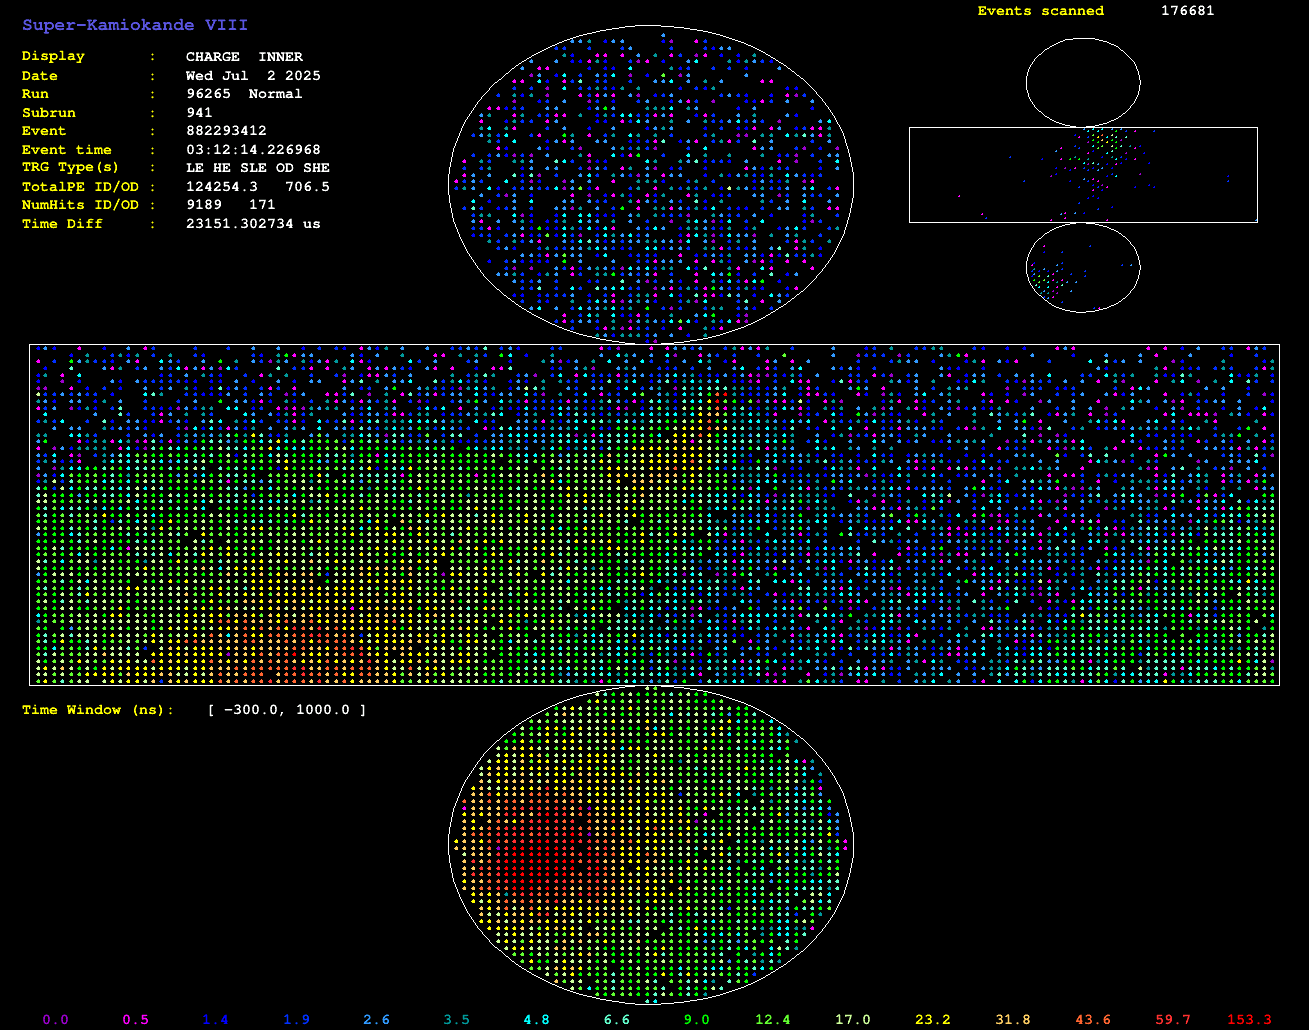 Super-Kamiokande VIII
Events scanned 176681
Display : CHARGE INNER
Date : Wed Jul 2 2025
Run : 96265 Normal
Subrun : 941
Event : 882293412
Event time : 03:12:14.226968
TRG Type(s) : LE HE SLE OD SHE
TotalPE ID/OD : 124254.3 706.5
NumHits ID/OD : 9189 171
Time Diff : 23151.302734 us
Time Window (ns): [ -300.0, 1000.0 ]
0.0 0.5 1.4 1.9 2.6 3.5 4.8 6.6 9.0 12.4 17.0 23.2 31.8 43.6 59.7 153.3